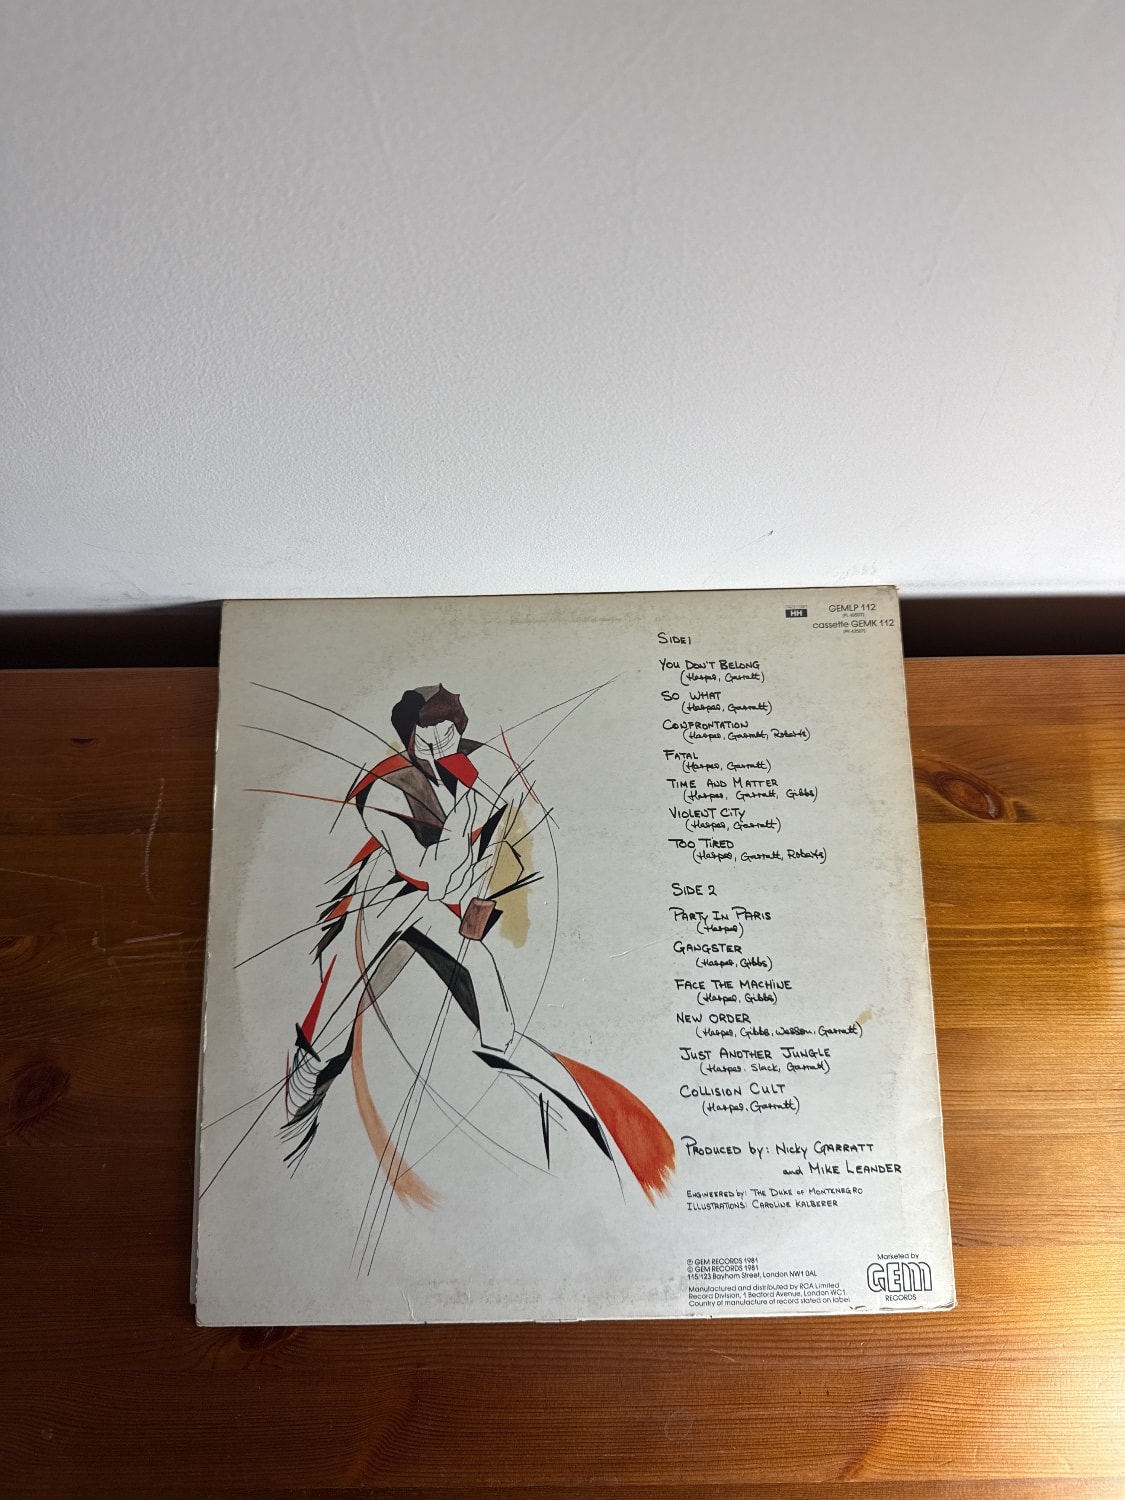 HH
GEMLP 112
(PL 43507)
cassette GEMK 112
(PK 43507)
SIDE 1
YOU DON'T BELONG
(Harper, Garratt)
SO WHAT
(Harper, Garratt)
CONFRONTATION
(Harper, Garratt, Roberts)
FATAL
(Harper, Garratt)
TIME AND MATTER
(Harper, Garratt, Gibbs)
VIOLENT CITY
(Harper, Garratt)
TOO TIRED
(Harper, Garratt, Roberts)
SIDE 2
PARTY IN PARIS
(Harper)
GANGSTER
(Harper, Gibbs)
FACE THE MACHINE
(Harper, Gibbs)
NEW ORDER
(Harper, Gibbs, Wesson, Garratt)
JUST ANOTHER JUNGLE
(Harper. Slack, Garratt)
COLLISION CULT
(Harper, Garratt)
PRODUCED by: NICKY GARRATT
and MIKE LEANDER
ENGINEERED by: THE DUKE OF MONTENEGRO
ILLUSTRATIONS: CAROLINE KALBERER
℗ GEM RECORDS 1981
© GEM RECORDS 1981
115/123 Bayham Street, London NW1 0AL
Manufactured and distributed by RCA Limited
Record Division, 1 Bedford Avenue, London WC1.
Country of manufacture of record stated on label
Marketed by
GEM
RECORDS